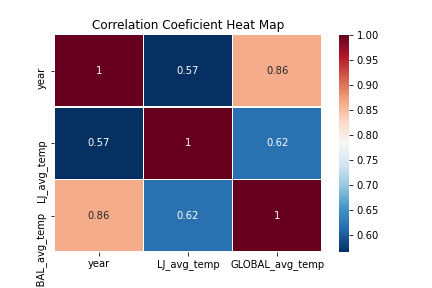 Correlation Coeficient Heat Map
year 1 0.57 0.86
LJ_avg_temp 0.57 1 0.62
BAL_avg_temp 0.86 0.62 1
year LJ_avg_temp GLOBAL_avg_temp
1.00
0.95
0.90
0.85
0.80
0.75
0.70
0.65
0.60